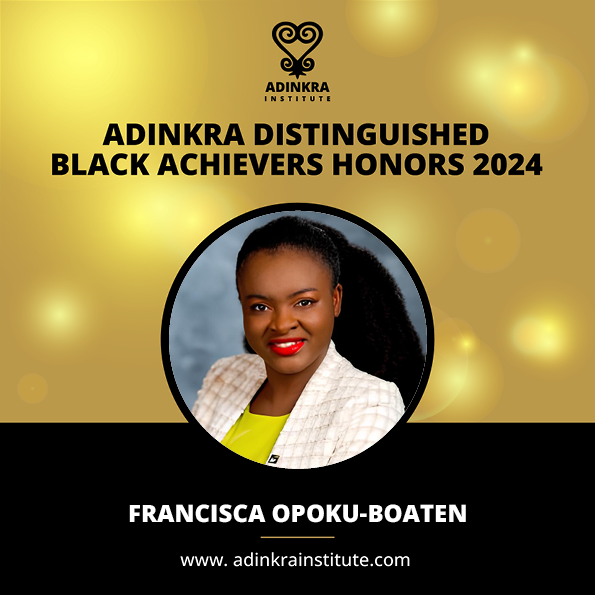 ADINKRA
INSTITUTE
ADINKRA DISTINGUISHED
BLACK ACHIEVERS HONORS 2024
FRANCISCA OPOKU-BOATEN
www. adinkrainstitute.com